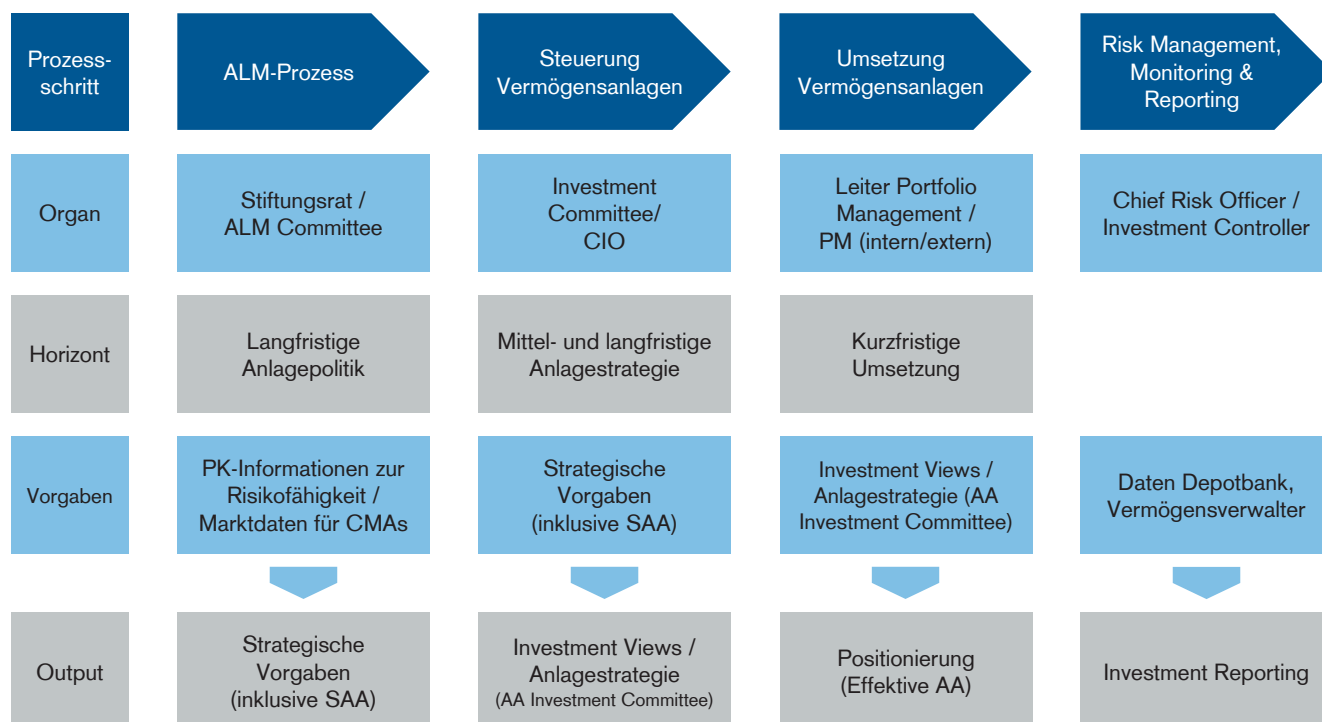 Prozess-
schritt
ALM-Prozess
Steuerung
Vermögensanlagen
Umsetzung
Vermögensanlagen
Risk Management,
Monitoring &
Reporting
Organ
Stiftungsrat /
ALM Committee
Investment
Committee/
CIO
Leiter Portfolio
Management /
PM (intern/extern)
Chief Risk Officer /
Investment Controller
Horizont
Langfristige
Anlagepolitik
Mittel- und langfristige
Anlagestrategie
Kurzfristige
Umsetzung
Vorgaben
PK-Informationen zur
Risikofähigkeit /
Marktdaten für CMAs
Strategische
Vorgaben
(inklusive SAA)
Investment Views /
Anlagestrategie (AA
Investment Committee)
Daten Depotbank,
Vermögensverwalter
Output
Strategische
Vorgaben
(inklusive SAA)
Investment Views /
Anlagestrategie
(AA Investment Committee)
Positionierung
(Effektive AA)
Investment Reporting